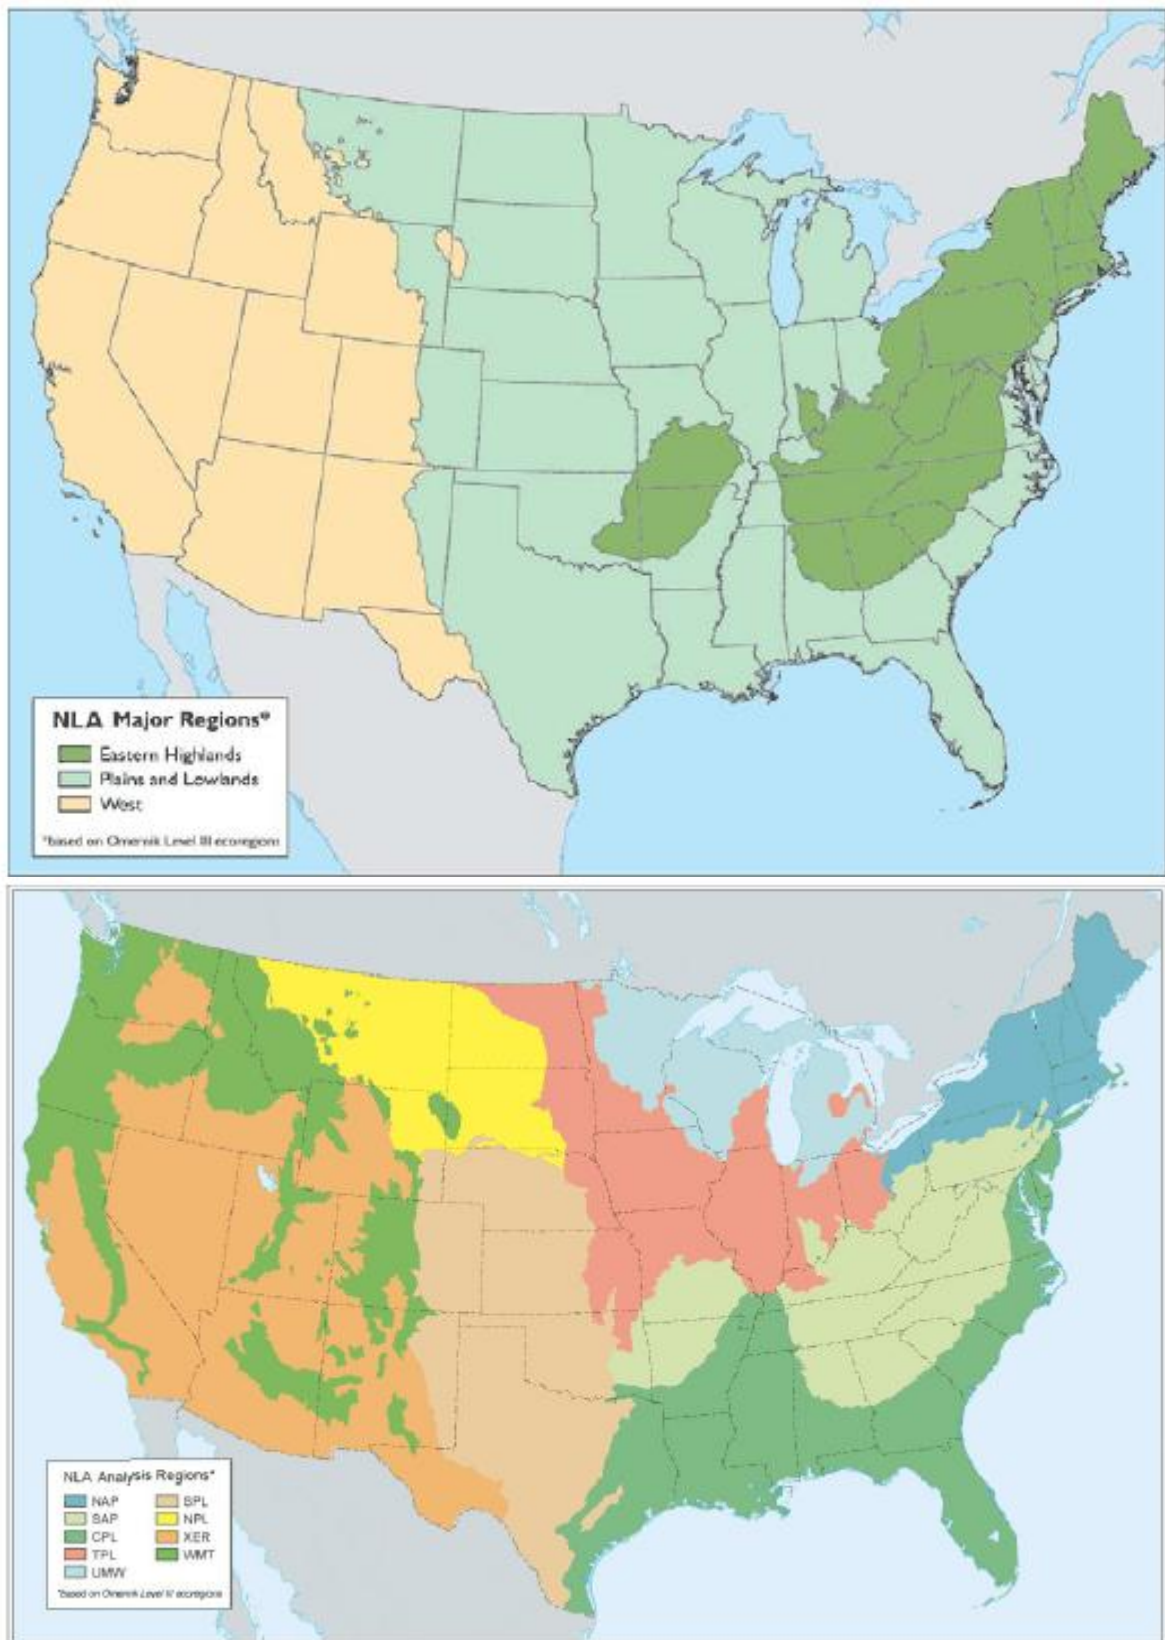 NLA Major Regions*
Eastern Highlands
Plains and Lowlands
West
*based on Omernik Level III ecoregions
NLA Analysis Regions*
NAP
SAP
CPL
TPL
UMW
SPL
NPL
XER
WMT
*based on Omernik Level III ecoregions